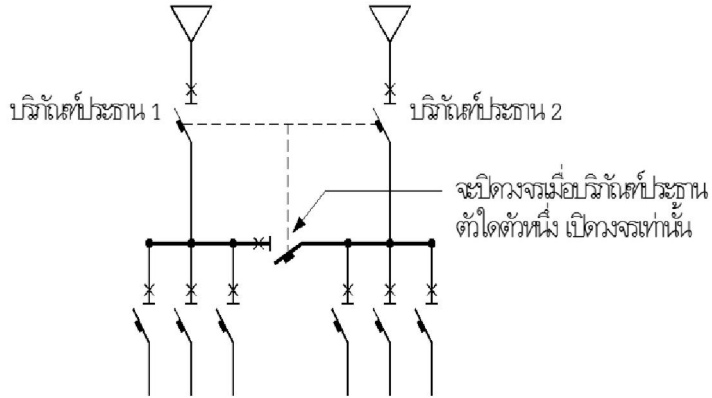 บริภัณฑ์ประธาน 1
บริภัณฑ์ประธาน 2
จะปิดวงจรเมื่อบริภัณฑ์ประธาน
ตัวใดตัวหนึ่ง เปิดวงจรเท่านั้น